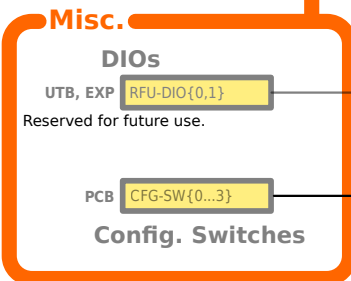 Misc.
DIOs
UTB, EXP RFU-DIO{0,1}
Reserved for future use.
PCB CFG-SW{0...3}
Config. Switches